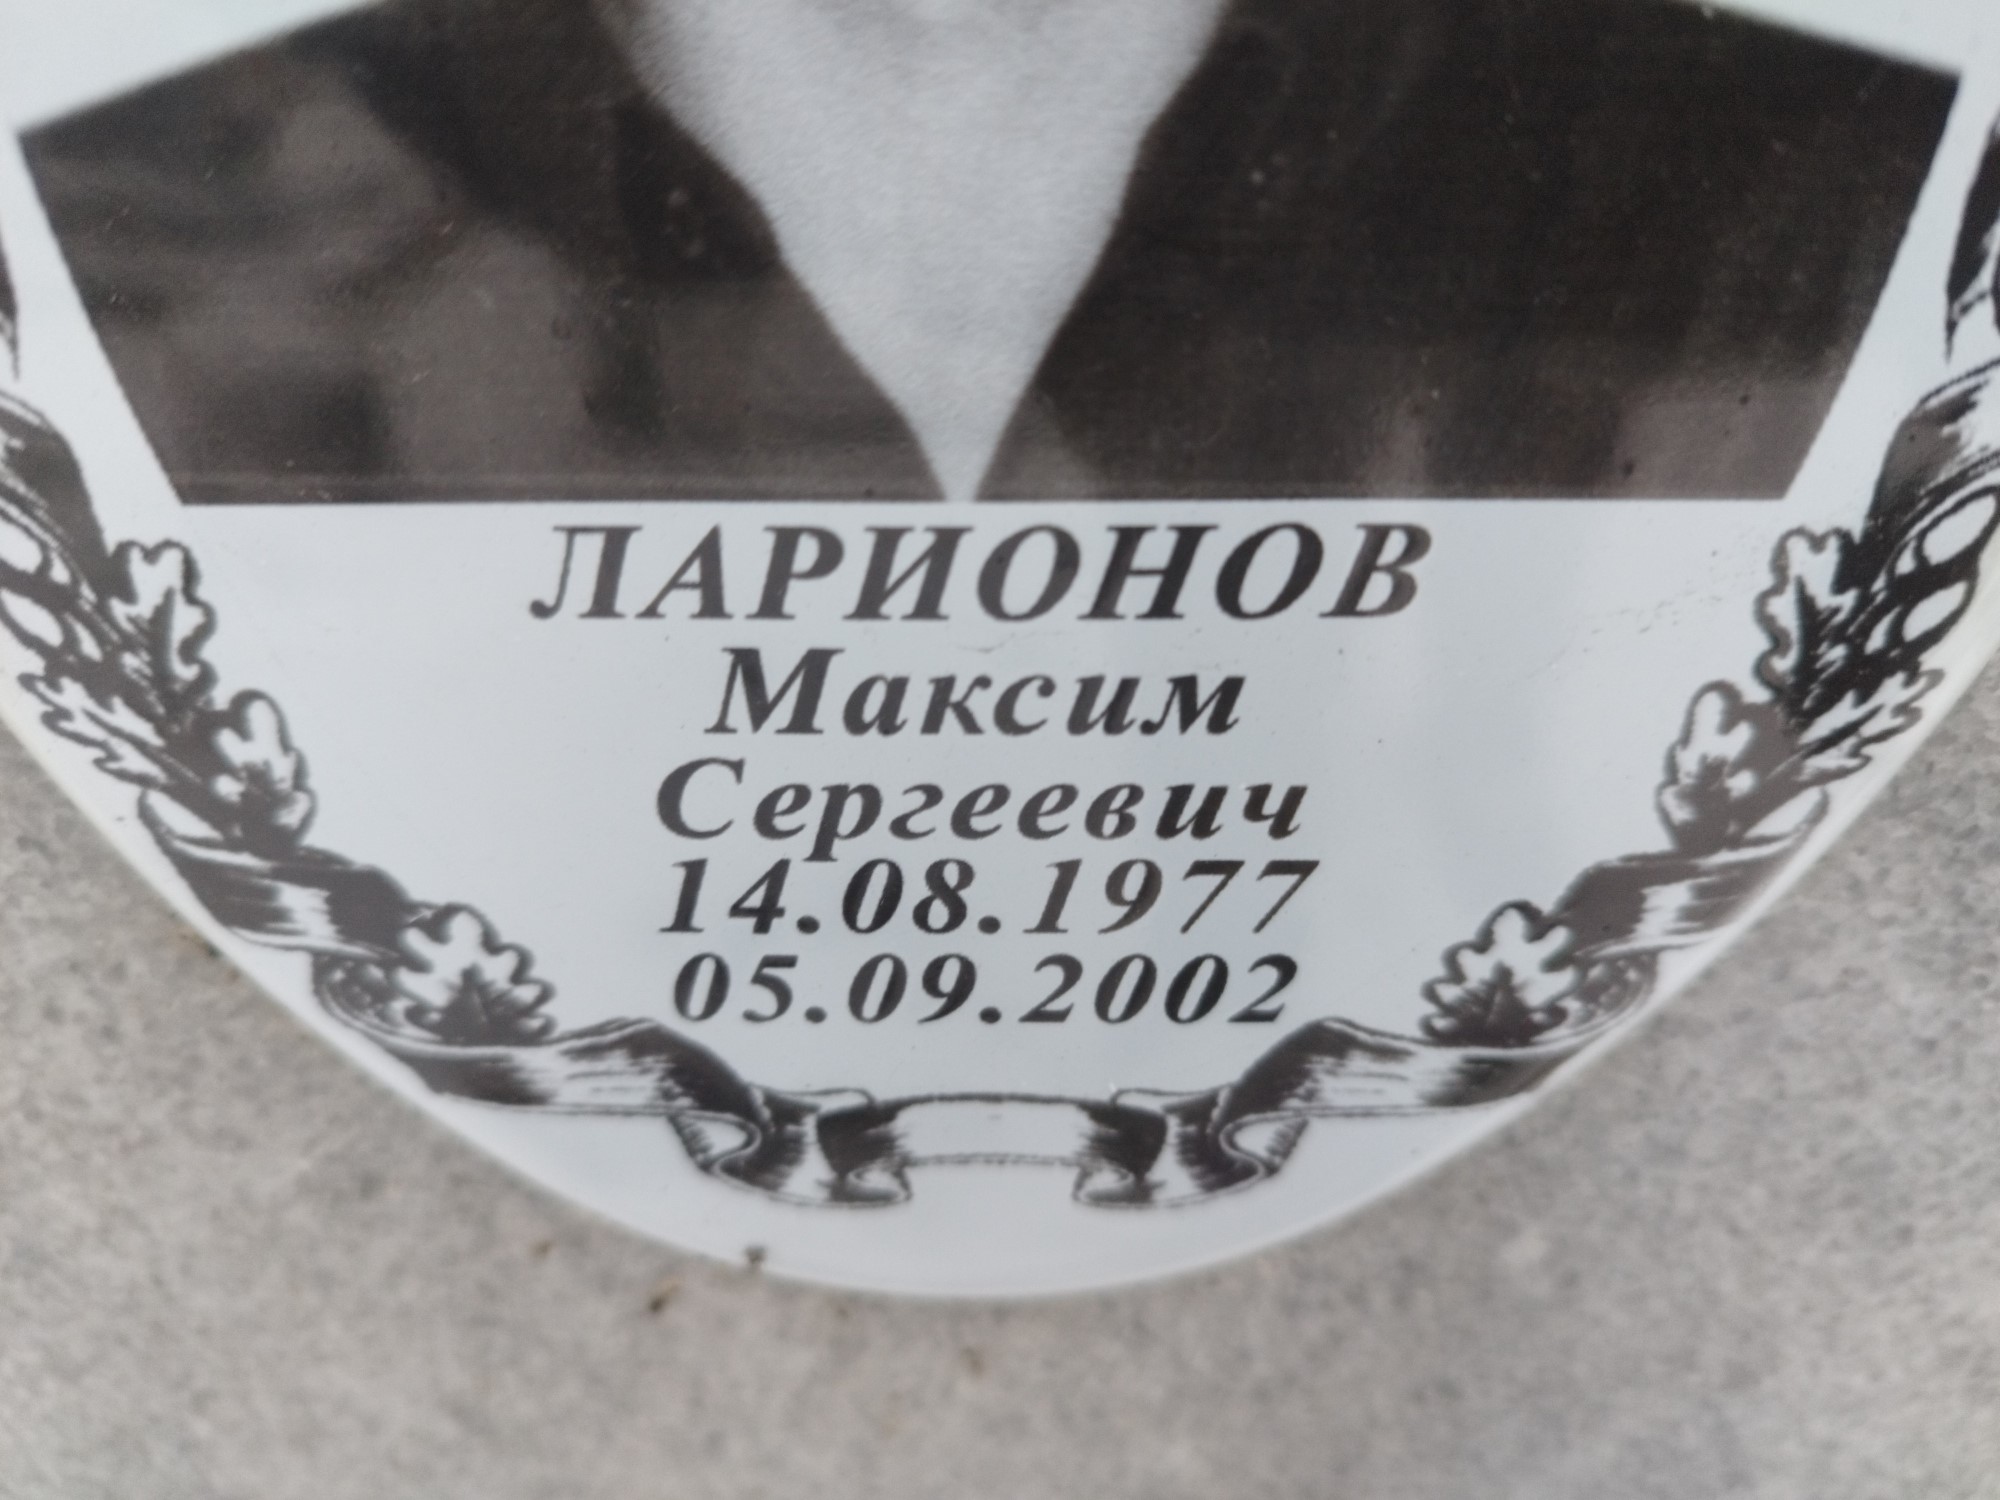 ЛАРИОНОВ
Максим
Сергеевич
14.08.1977
05.09.2002